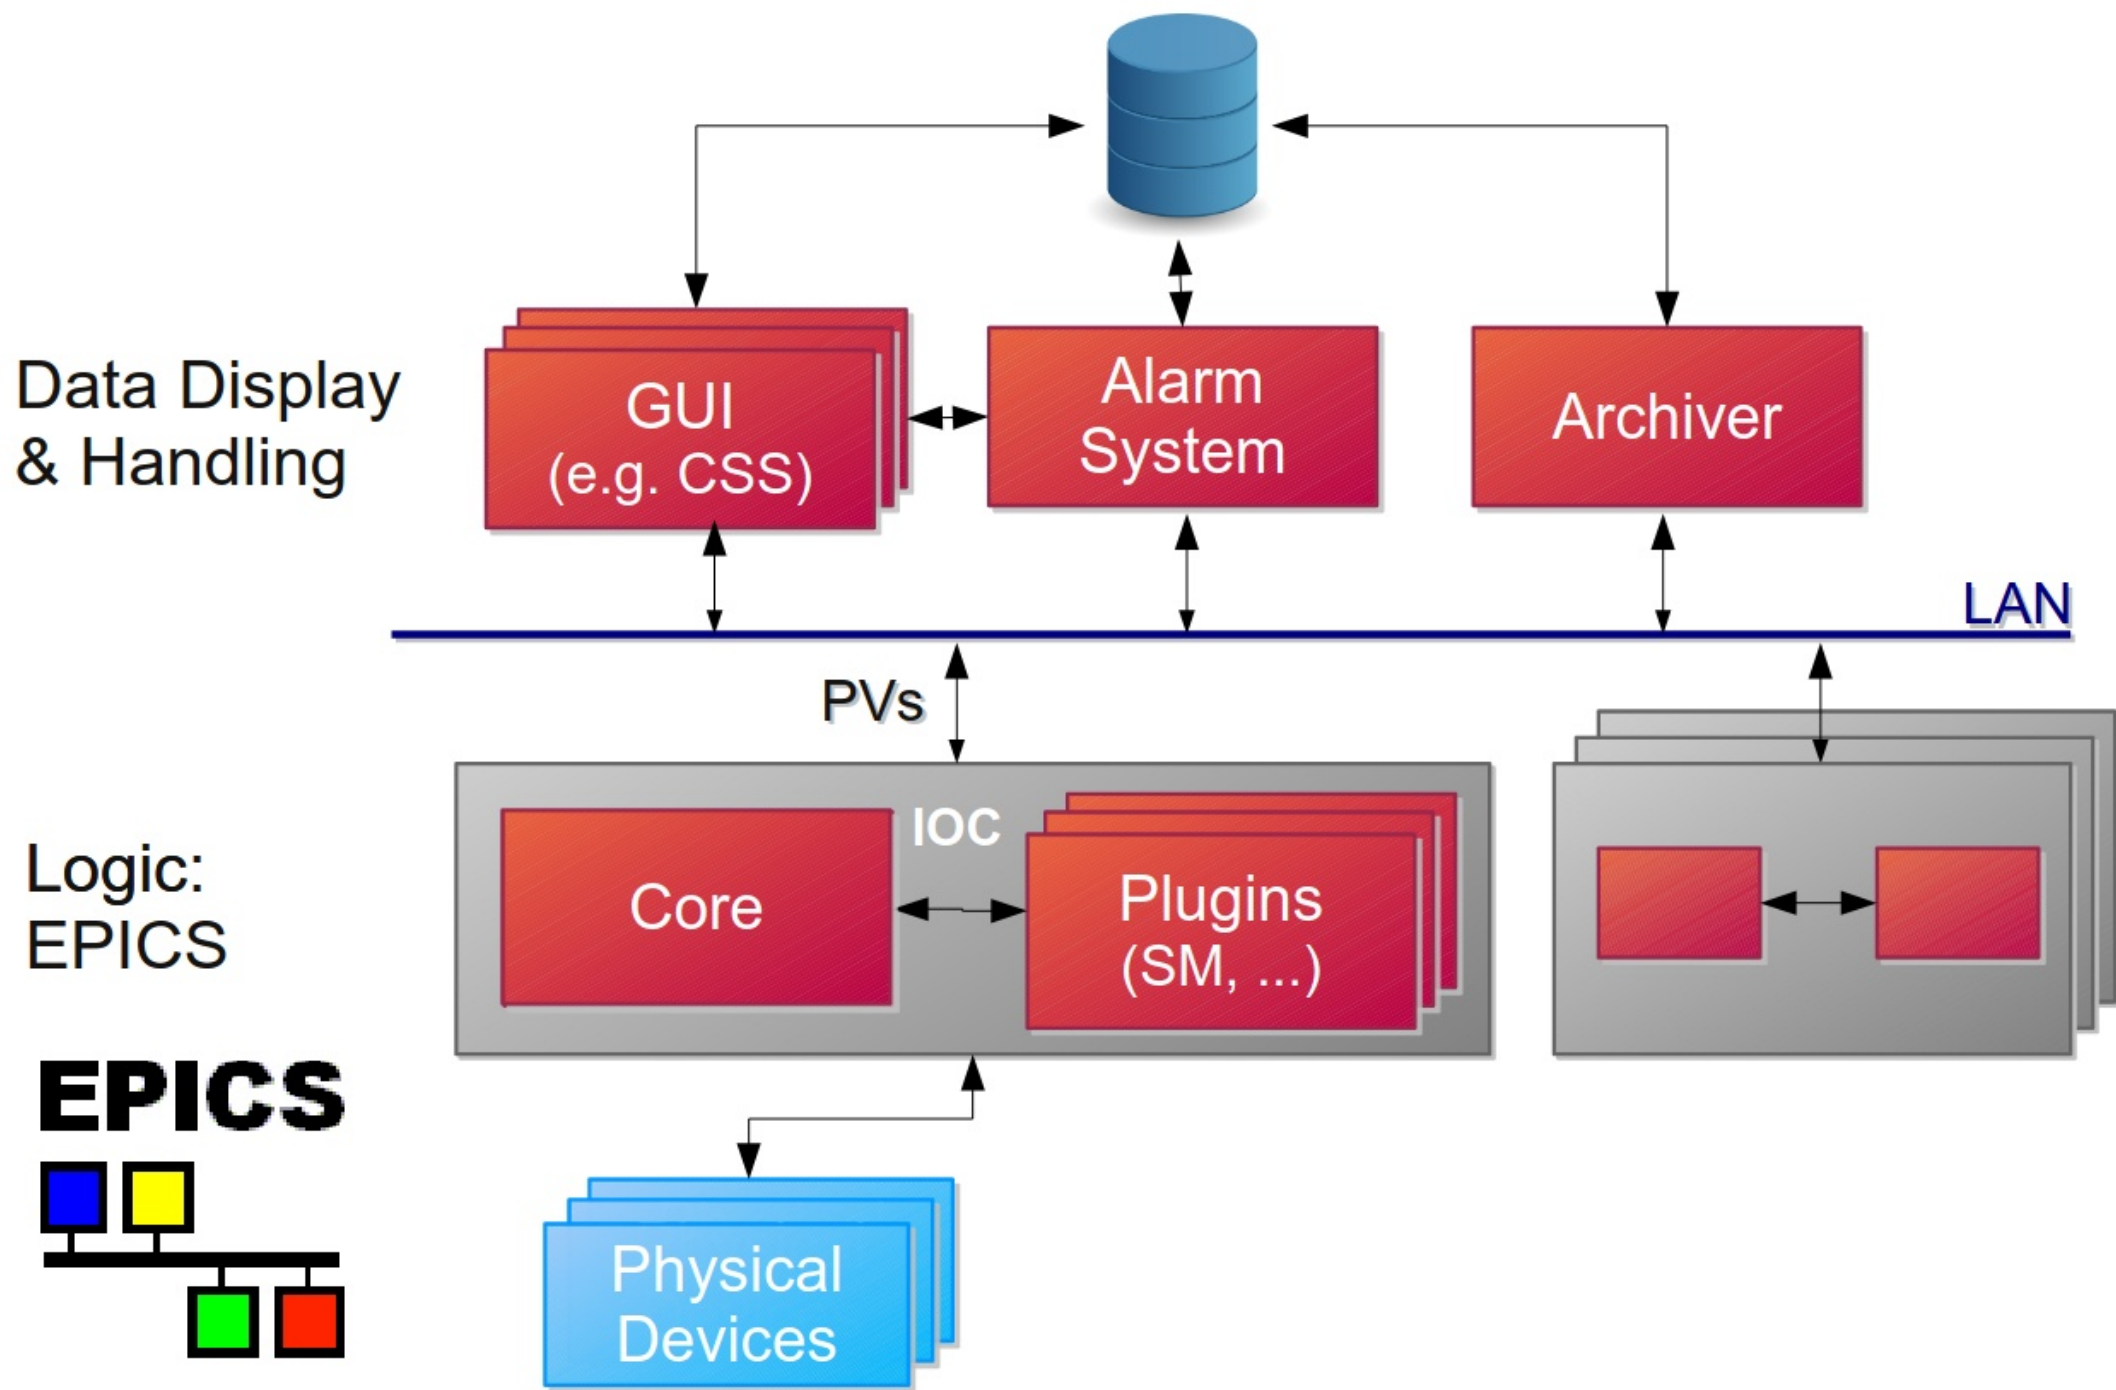 Data Display
& Handling
GUI
(e.g. CSS)
Alarm
System
Archiver
LAN
PVs
Logic:
EPICS
IOC
Core
Plugins
(SM, ...)
EPICS
Physical
Devices